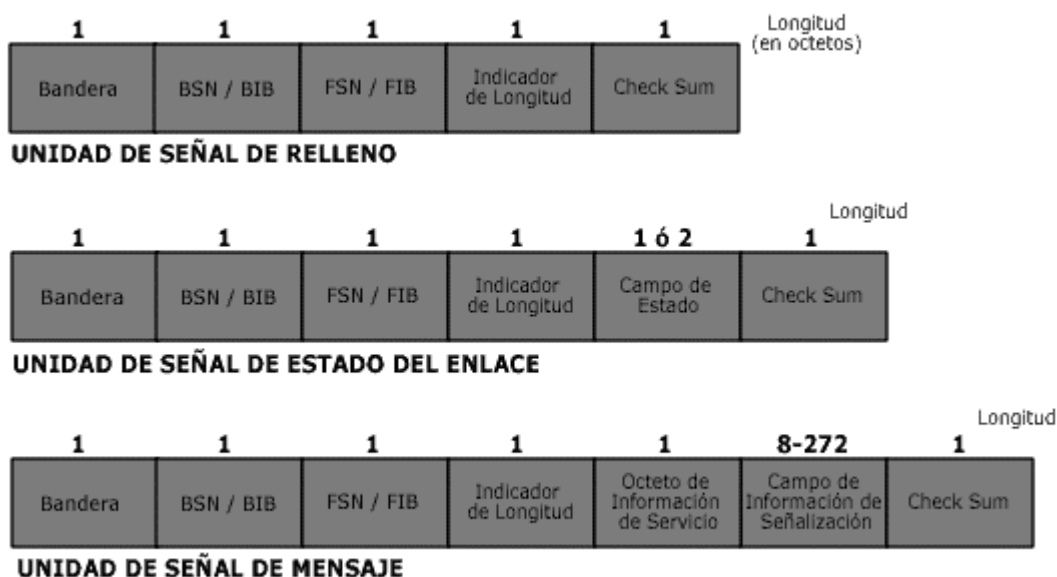 1 1 1 1 1 Longitud
(en octetos)
Bandera BSN / BIB FSN / FIB Indicador
de Longitud Check Sum
UNIDAD DE SEÑAL DE RELLENO
Longitud
1 1 1 1 1 ó 2 1
Bandera BSN / BIB FSN / FIB Indicador
de Longitud Campo de
Estado Check Sum
UNIDAD DE SEÑAL DE ESTADO DEL ENLACE
Longitud
1 1 1 1 1 8-272 1
Bandera BSN / BIB FSN / FIB Indicador
de Longitud Octeto de
Información
de Servicio Campo de
Información de
Señalización Check Sum
UNIDAD DE SEÑAL DE MENSAJE